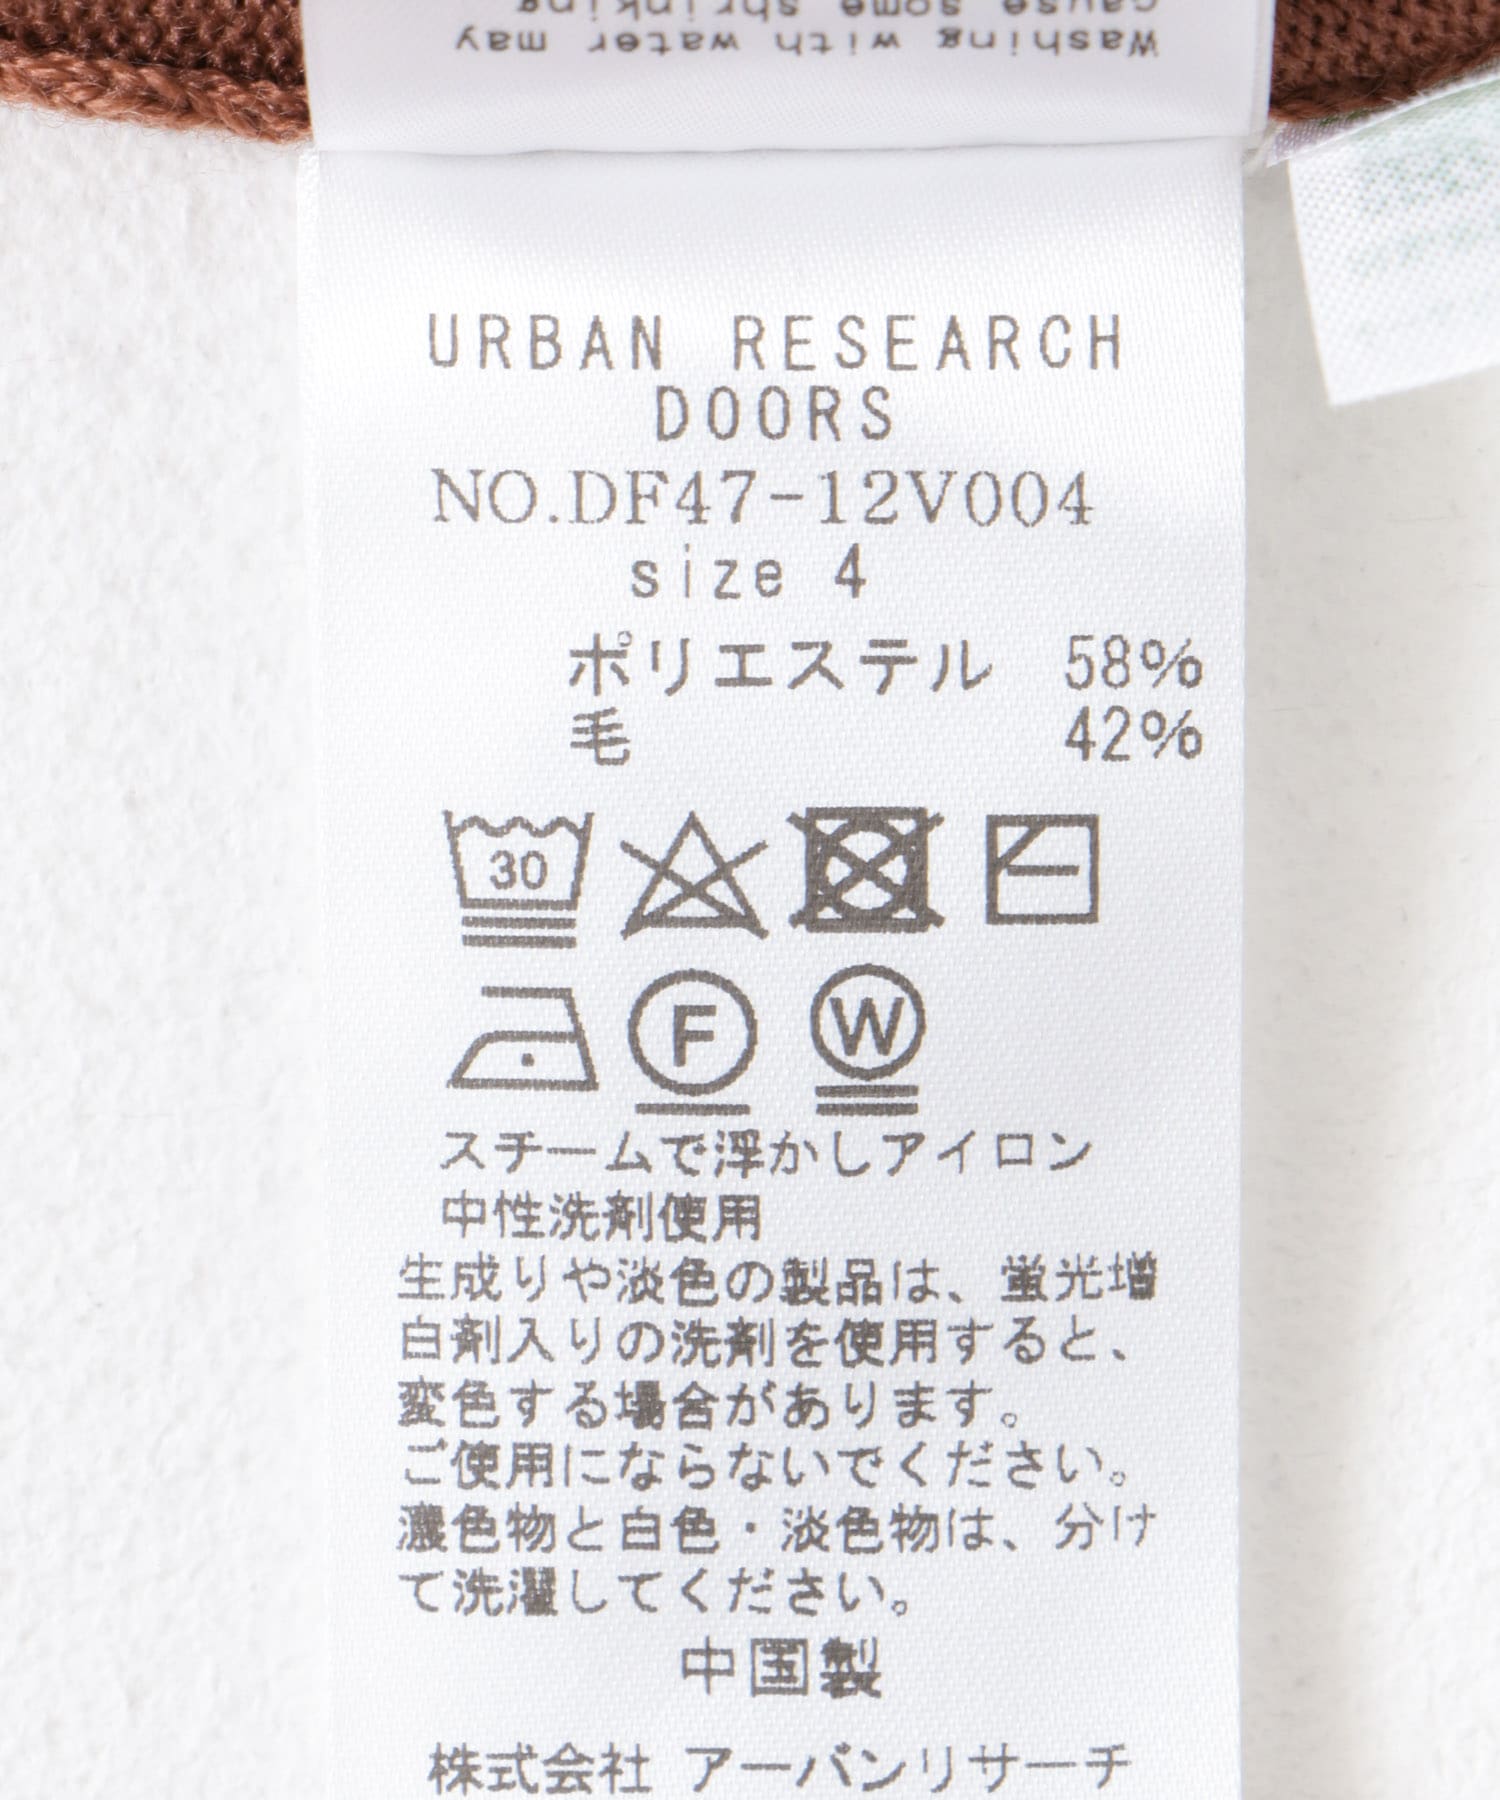 Washing with water may
cause some shrinking
URBAN RESEARCH
DOORS
NO.DF47-12V004
size 4
ポリエステル 58%
毛 42%
30
F
W
スチームで浮かしアイロン
中性洗剤使用
生成りや淡色の製品は、蛍光増
白剤入りの洗剤を使用すると、
変色する場合があります。
ご使用にならないでください。
濃色物と白色・淡色物は、分け
て洗濯してください。
中国製
株式会社 アーバンリサーチ